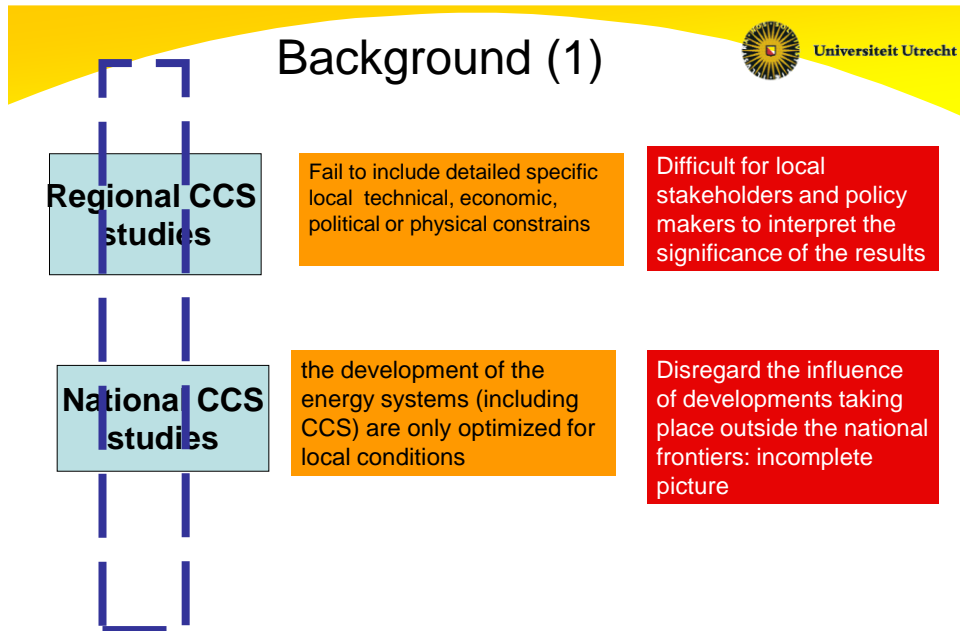 Background (1)
Universiteit Utrecht
Regional CCS
studies
Fail to include detailed specific
local technical, economic,
political or physical constrains
Difficult for local
stakeholders and policy
makers to interpret the
significance of the results
National CCS
studies
the development of the
energy systems (including
CCS) are only optimized for
local conditions
Disregard the influence
of developments taking
place outside the national
frontiers: incomplete
picture